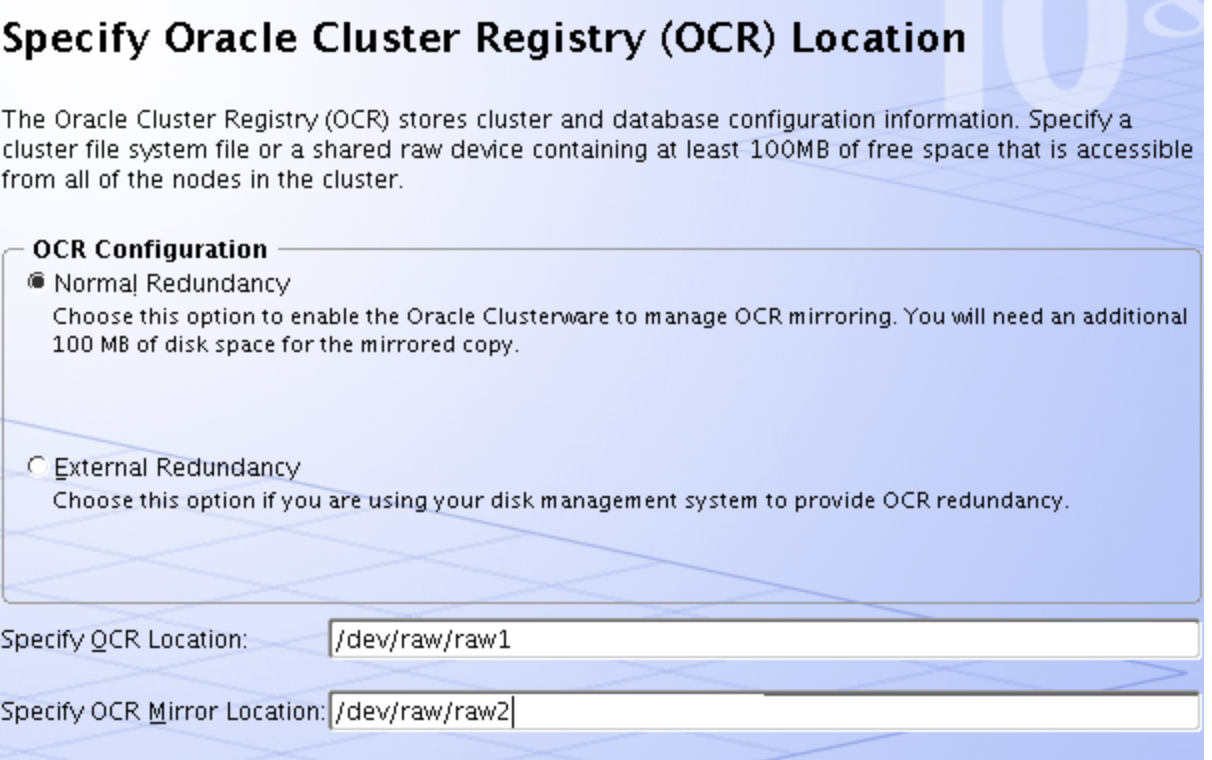 Specify Oracle Cluster Registry (OCR) Location
The Oracle Cluster Registry (OCR) stores cluster and database configuration information. Specify a
cluster file system file or a shared raw device containing at least 100MB of free space that is accessible
from all of the nodes in the cluster.
OCR Configuration
Normal Redundancy
Choose this option to enable the Oracle Clusterware to manage OCR mirroring. You will need an additional
100 MB of disk space for the mirrored copy.
External Redundancy
Choose this option if you are using your disk management system to provide OCR redundancy.
Specify OCR Location: /dev/raw/raw1
Specify OCR Mirror Location: /dev/raw/raw2